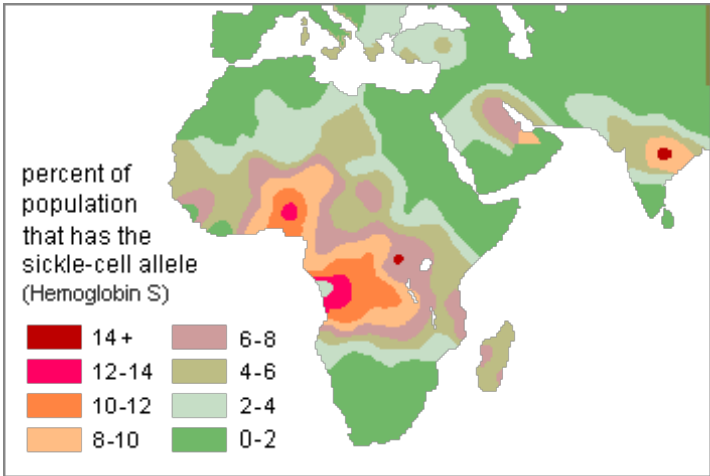 percent of
population
that has the
sickle-cell allele
(Hemoglobin S)
14+
12-14
10-12
8-10
6-8
4-6
2-4
0-2